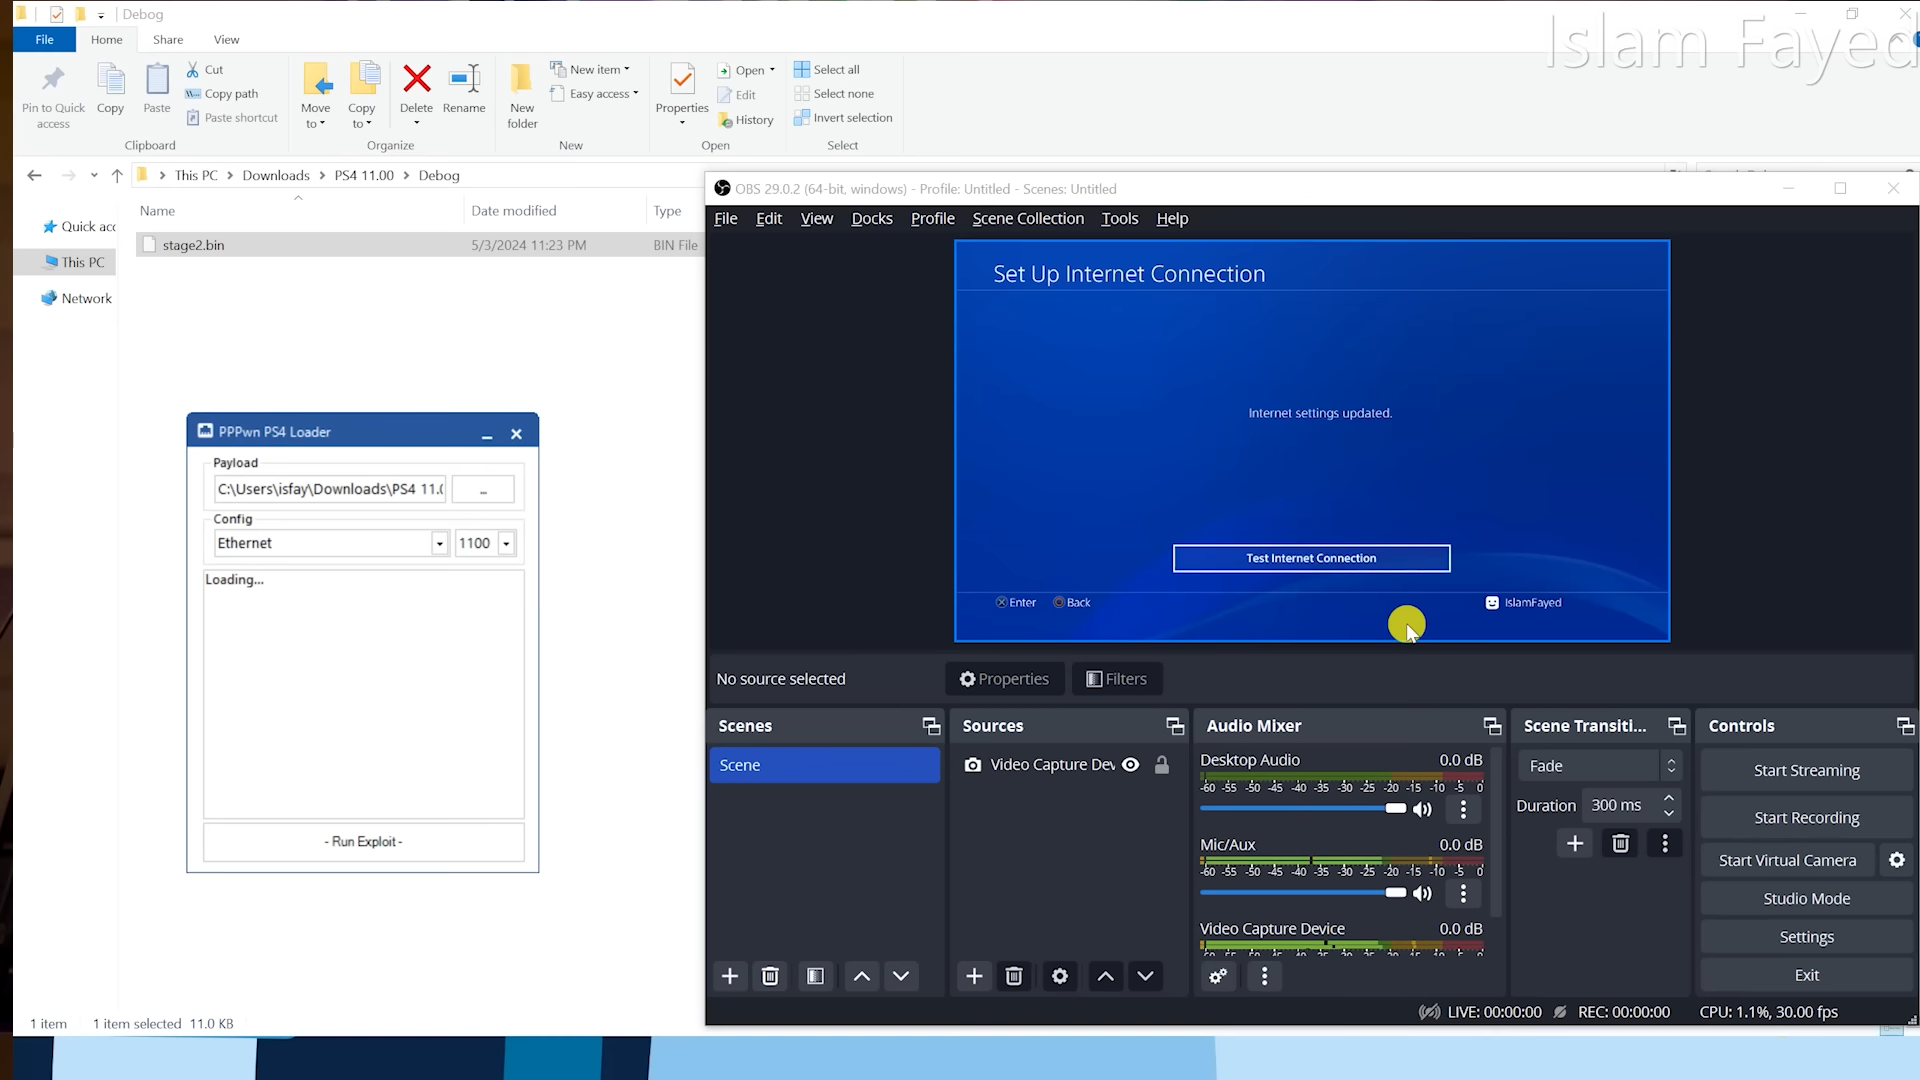 Debog
Islam Fayed
File Home Share View
Pin to Quick access
Copy
Paste
Cut
Copy path
Paste shortcut
Clipboard
Move to
Copy to
Delete
Rename
Organize
New folder
New item
Easy access
New
Properties
Open
Edit
History
Open
Select all
Select none
Invert selection
Select
This PC > Downloads > PS4 11.00 > Debog
Name Date modified Type
Quick acc
This PC
Network
stage2.bin 5/3/2024 11:23 PM BIN File
PPPwn PS4 Loader
Payload
C:\Users\isfay\Downloads\PS4 11.0 ...
Config
Ethernet 1100
Loading...
- Run Exploit -
1 item 1 item selected 11.0 KB
OBS 29.0.2 (64-bit, windows) - Profile: Untitled - Scenes: Untitled
File Edit View Docks Profile Scene Collection Tools Help
Set Up Internet Connection
Internet settings updated.
Test Internet Connection
Enter Back IslamFayed
No source selected Properties Filters
Scenes
Scene
Sources
Video Capture Dev
Audio Mixer
Desktop Audio 0.0 dB
-60 -55 -50 -45 -40 -35 -30 -25 -20 -15 -10 -5 0
Mic/Aux 0.0 dB
-60 -55 -50 -45 -40 -35 -30 -25 -20 -15 -10 -5 0
Video Capture Device 0.0 dB
Scene Transiti...
Fade
Duration 300 ms
Controls
Start Streaming
Start Recording
Start Virtual Camera
Studio Mode
Settings
Exit
LIVE: 00:00:00 REC: 00:00:00 CPU: 1.1%, 30.00 fps